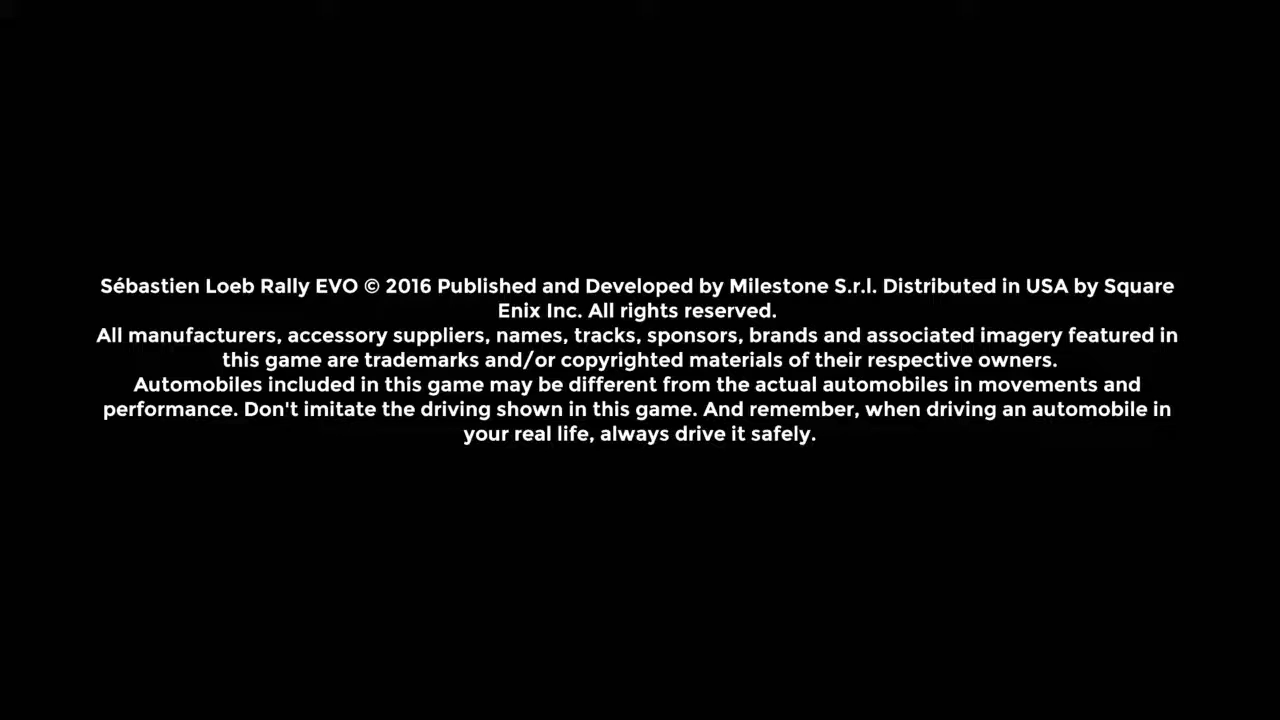 Sébastien Loeb Rally EVO © 2016 Published and Developed by Milestone S.r.l. Distributed in USA by Square
Enix Inc. All rights reserved.
All manufacturers, accessory suppliers, names, tracks, sponsors, brands and associated imagery featured in
this game are trademarks and/or copyrighted materials of their respective owners.
Automobiles included in this game may be different from the actual automobiles in movements and
performance. Don't imitate the driving shown in this game. And remember, when driving an automobile in
your real life, always drive it safely.